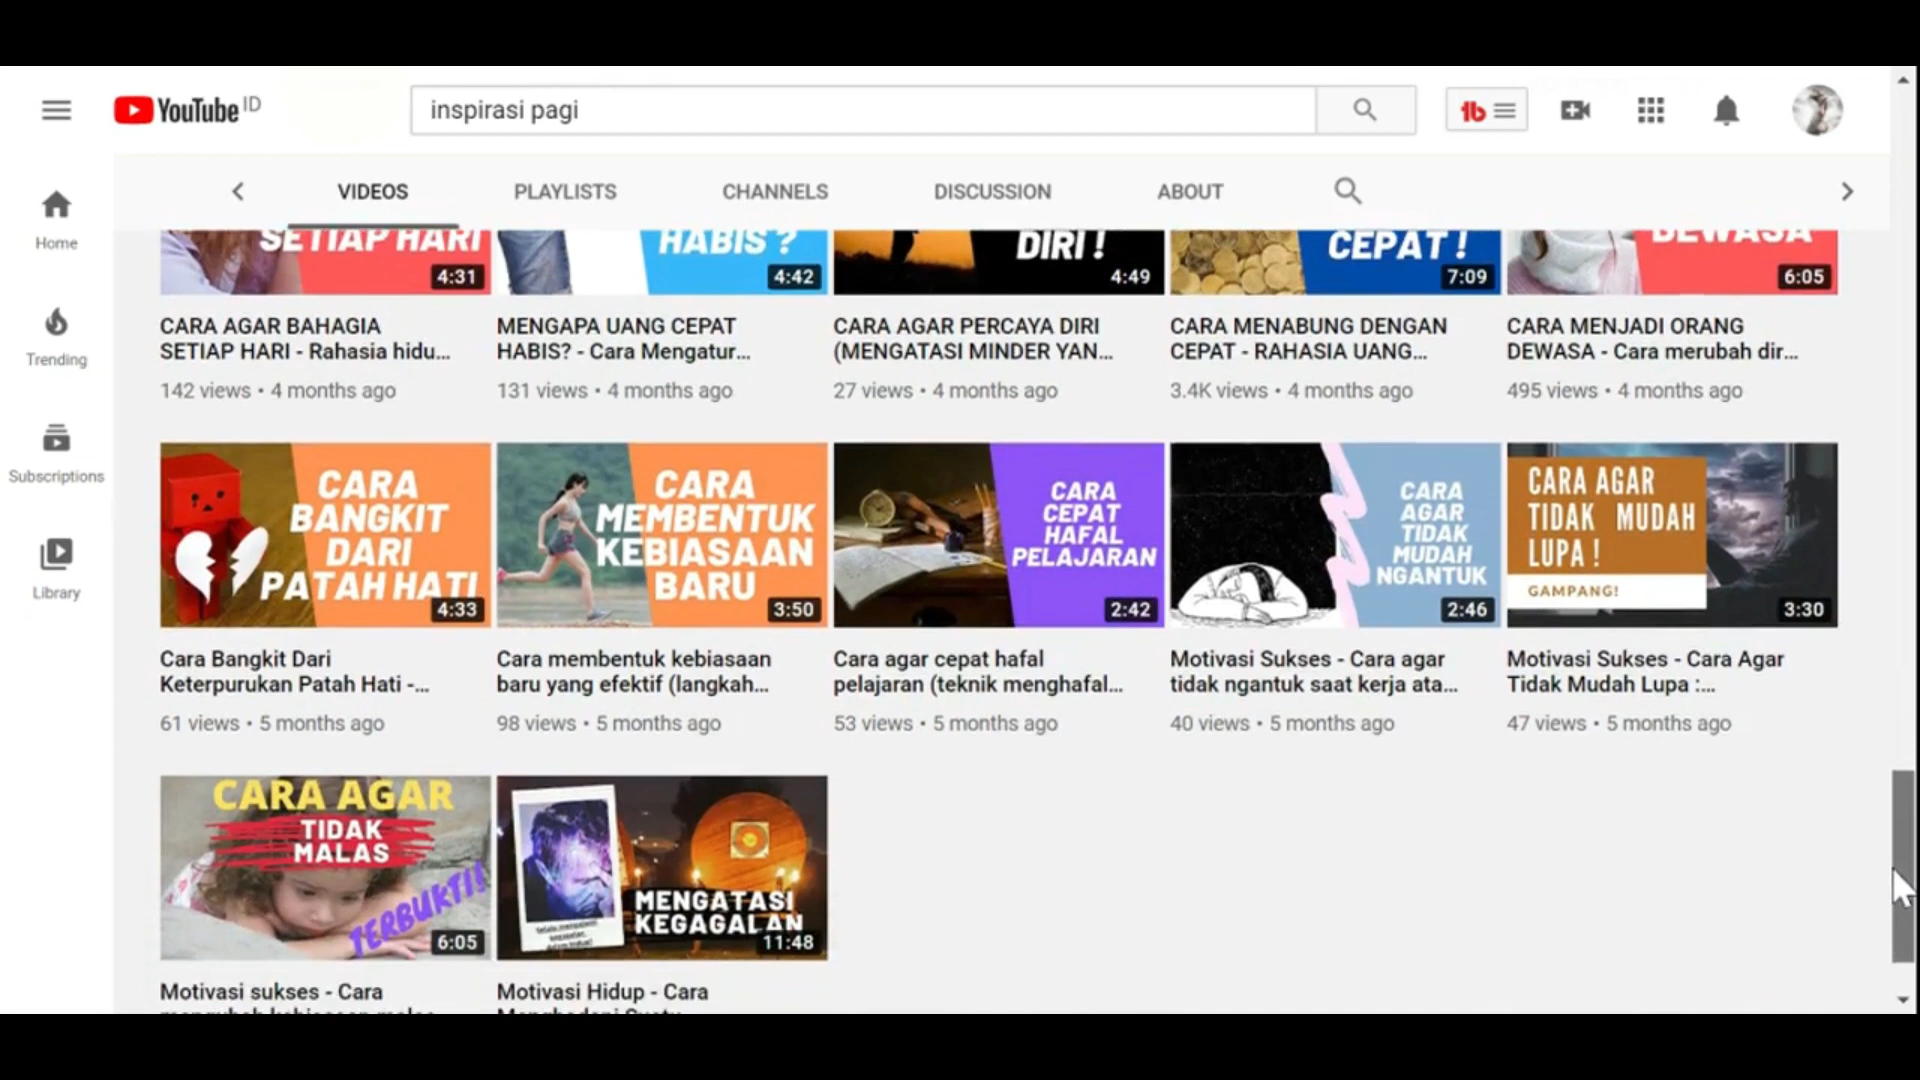 YouTube ID
inspirasi pagi
VIDEOS
PLAYLISTS
CHANNELS
DISCUSSION
ABOUT
Home
Trending
Subscriptions
Library
SETIAP HARI
4:31
HABIS?
4:42
DIRI !
4:49
CEPAT !
7:09
DEWASA
6:05
CARA AGAR BAHAGIA
SETIAP HARI - Rahasia hidu...
142 views • 4 months ago
MENGAPA UANG CEPAT
HABIS? - Cara Mengatur...
131 views • 4 months ago
CARA AGAR PERCAYA DIRI
(MENGATASI MINDER YAN...
27 views • 4 months ago
CARA MENABUNG DENGAN
CEPAT - RAHASIA UANG...
3.4K views • 4 months ago
CARA MENJADI ORANG
DEWASA - Cara merubah dir...
495 views • 4 months ago
CARA
BANGKIT
DARI
PATAH HATI
4:33
CARA
MEMBENTUK
KEBIASAAN
BARU
3:50
CARA
CEPAT
HAFAL
PELAJARAN
2:42
CARA
AGAR
TIDAK
MUDAH
NGANTUK
2:46
CARA AGAR
TIDAK MUDAH
LUPA !
GAMPANG!
3:30
Cara Bangkit Dari
Keterpurukan Patah Hati -...
61 views • 5 months ago
Cara membentuk kebiasaan
baru yang efektif (langkah...
98 views • 5 months ago
Cara agar cepat hafal
pelajaran (teknik menghafal...
53 views • 5 months ago
Motivasi Sukses - Cara agar
tidak ngantuk saat kerja ata...
40 views • 5 months ago
Motivasi Sukses - Cara Agar
Tidak Mudah Lupa :...
47 views • 5 months ago
CARA AGAR
TIDAK
MALAS
TERBUKTI!
6:05
MENGATASI
KEGAGALAN
11:48
Motivasi sukses - Cara
Motivasi Hidup - Cara